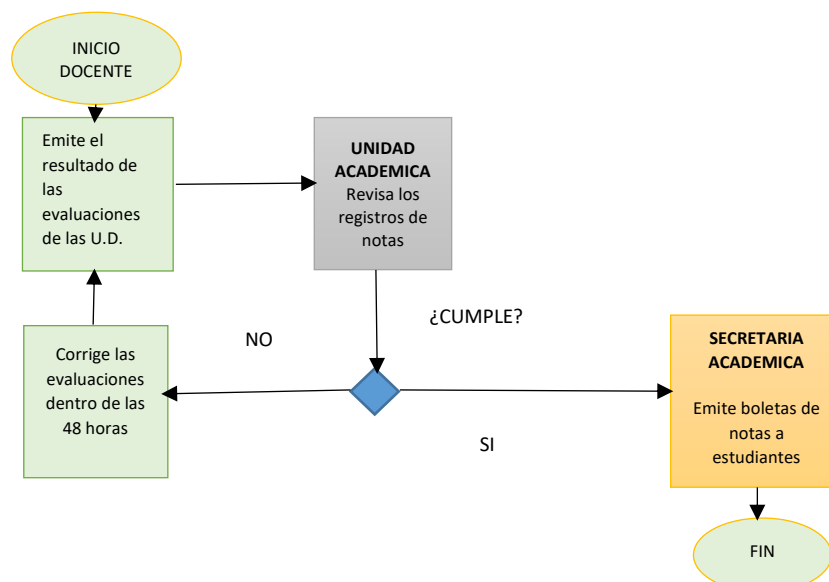 INICIO
DOCENTE
Emite el
resultado de
las
evaluaciones
de las U.D.
UNIDAD
ACADEMICA
Revisa los
registros de
notas
¿CUMPLE?
NO
Corrige las
evaluaciones
dentro de las
48 horas
SI
SECRETARIA
ACADEMICA
Emite boletas de
notas a
estudiantes
FIN